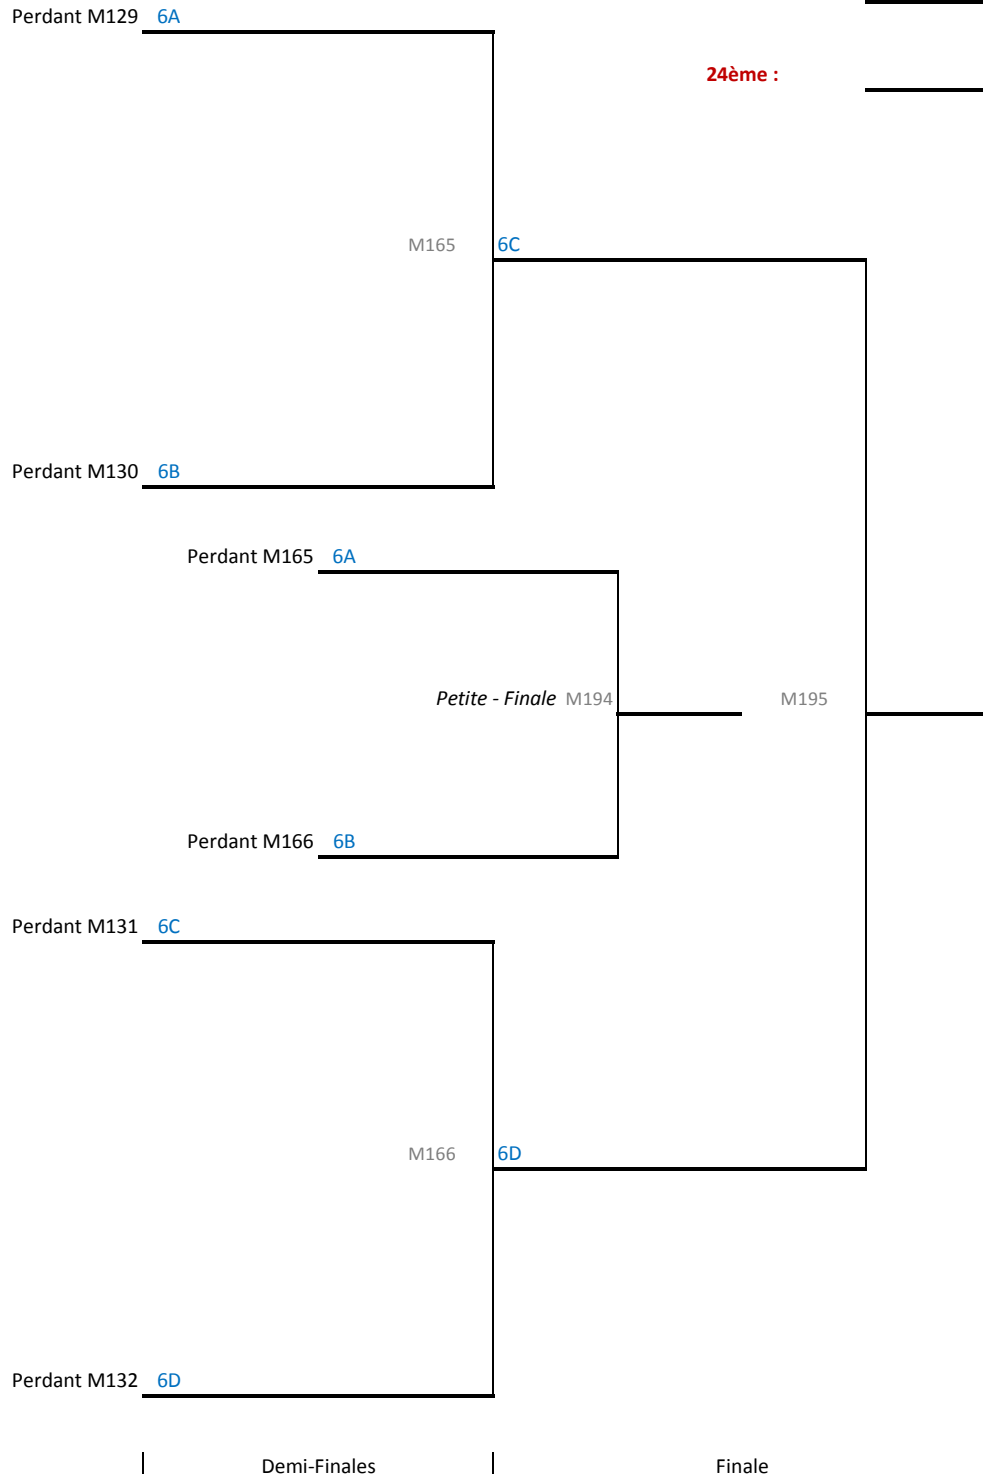 Perdant M129 6A
24ème :
M165 6C
Perdant M130 6B
Perdant M165 6A
Petite - Finale M194 M195
Perdant M166 6B
Perdant M131 6C
M166 6D
Perdant M132 6D
Demi-Finales Finale